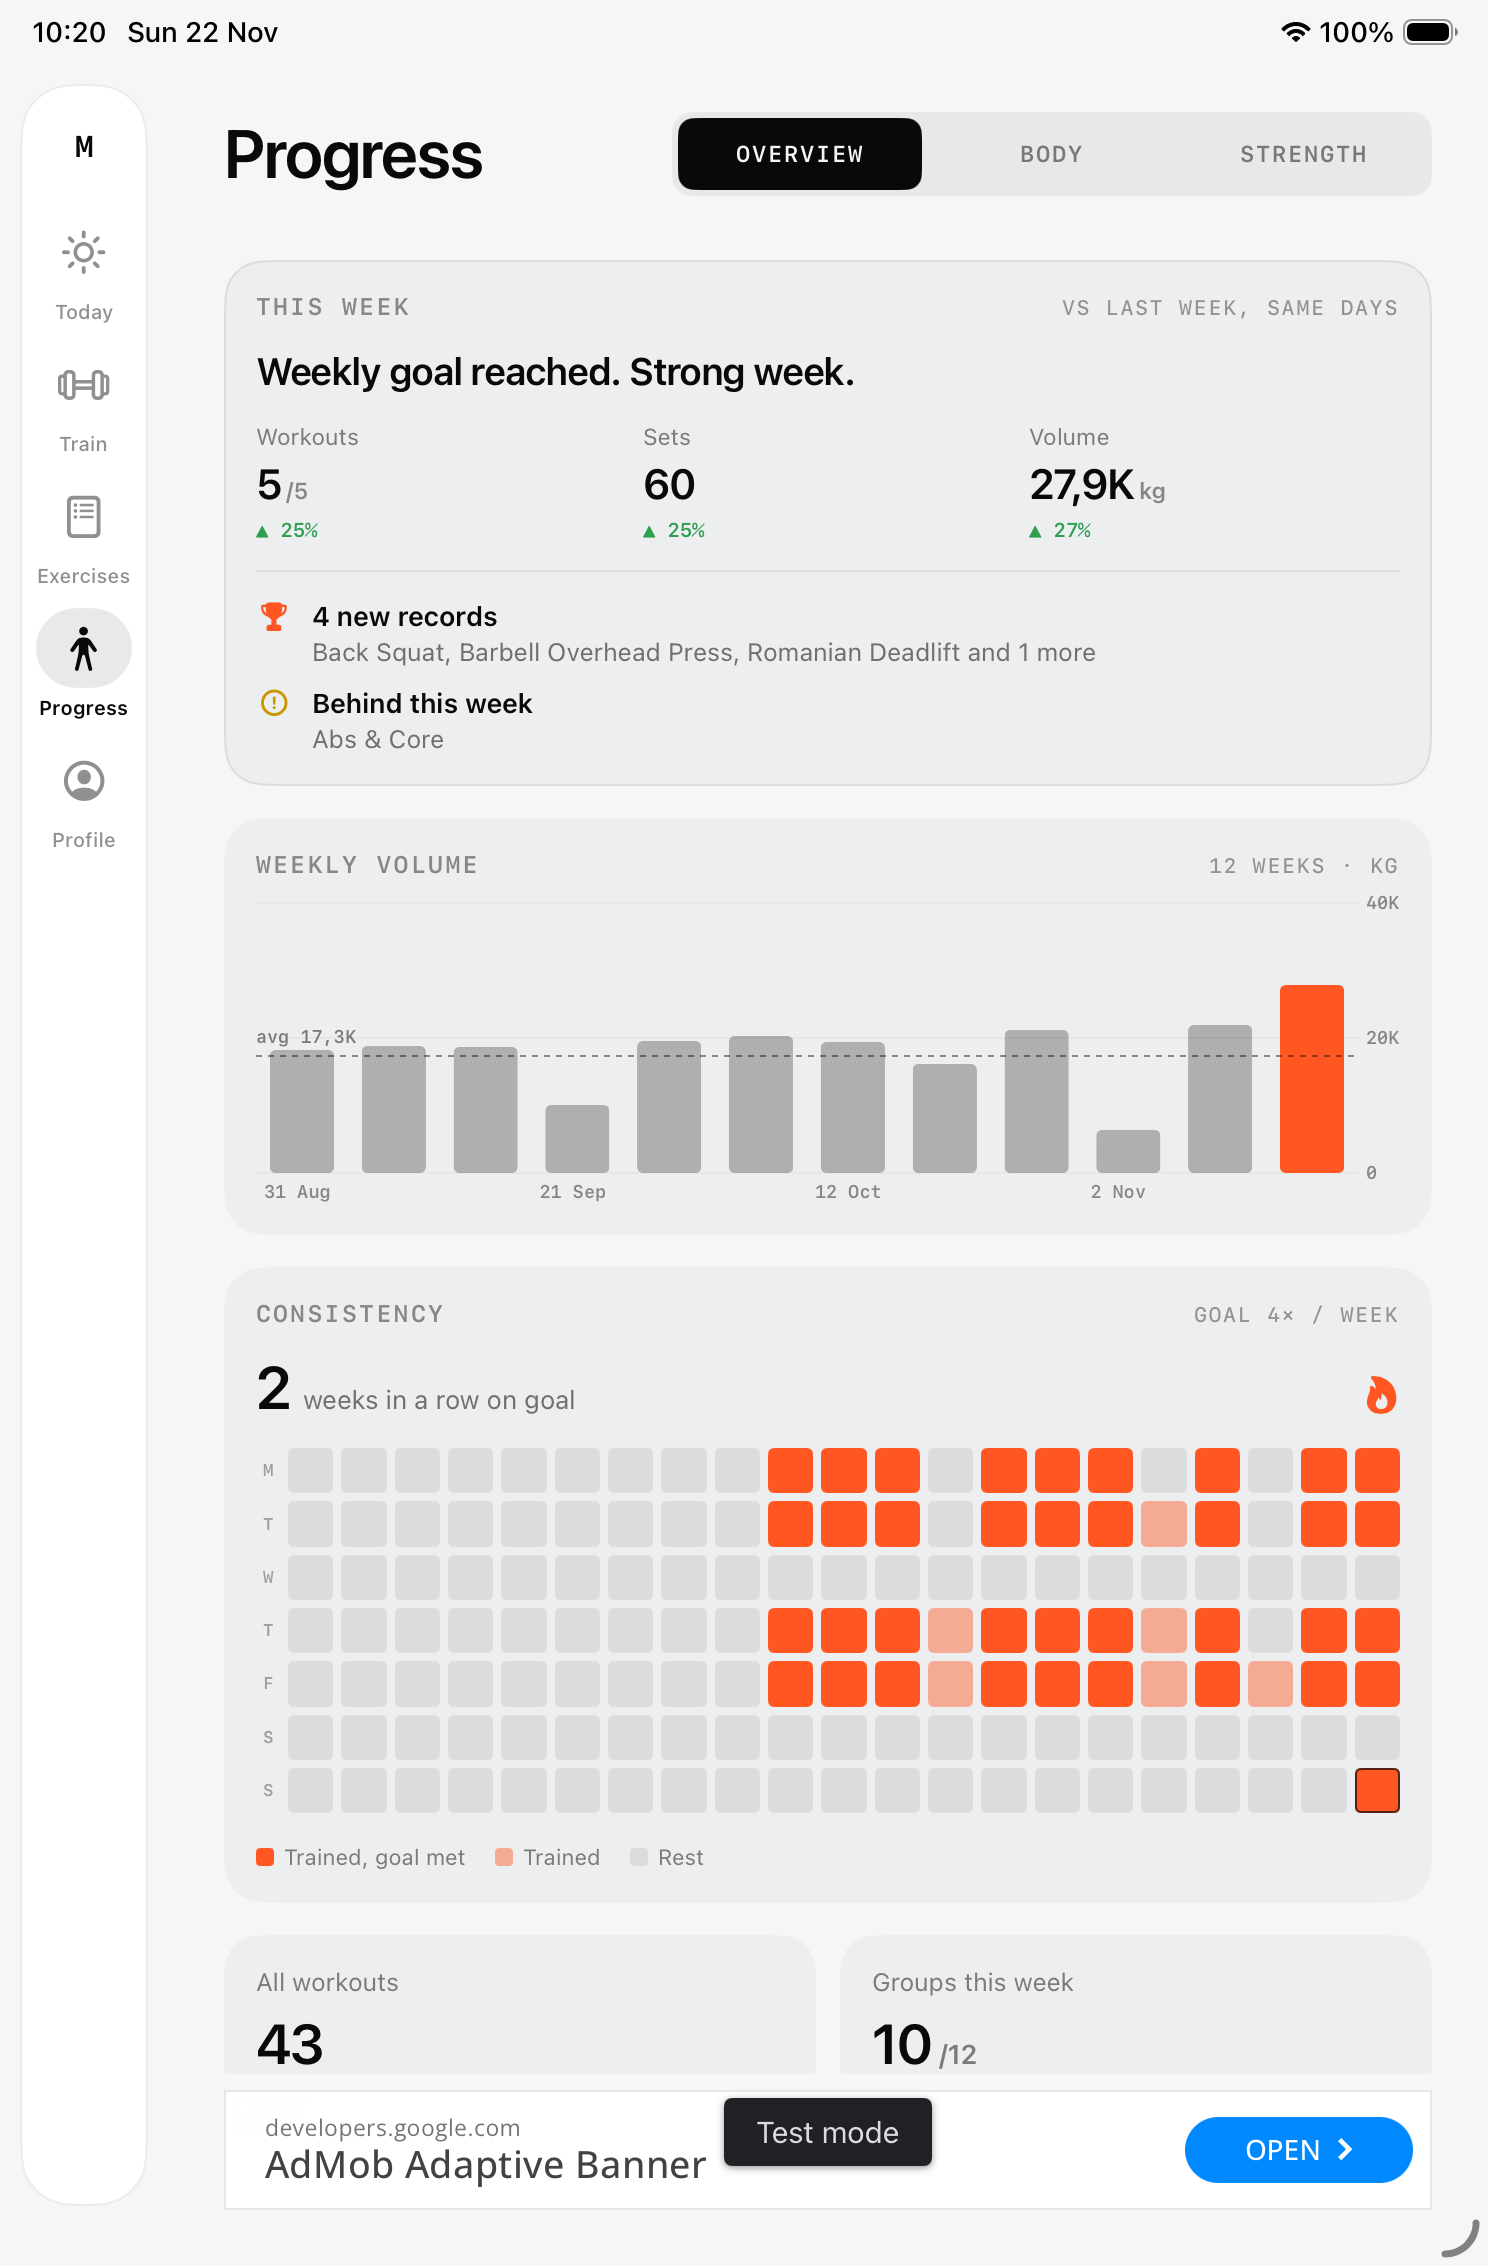 10:20 Sun 22 Nov
100%
M
Today
Train
Exercises
Progress
Profile
Progress
OVERVIEW
BODY
STRENGTH
THIS WEEK
VS LAST WEEK, SAME DAYS
Weekly goal reached. Strong week.
Workouts
5 /5
▲ 25%
Sets
60
▲ 25%
Volume
27,9K kg
▲ 27%
4 new records
Back Squat, Barbell Overhead Press, Romanian Deadlift and 1 more
Behind this week
Abs & Core
WEEKLY VOLUME
12 WEEKS · KG
40K
avg 17,3K
20K
0
31 Aug
21 Sep
12 Oct
2 Nov
CONSISTENCY
GOAL 4× / WEEK
2 weeks in a row on goal
M
T
W
T
F
S
S
Trained, goal met
Trained
Rest
All workouts
43
Groups this week
10 /12
developers.google.com
AdMob Adaptive Banner
Test mode
OPEN